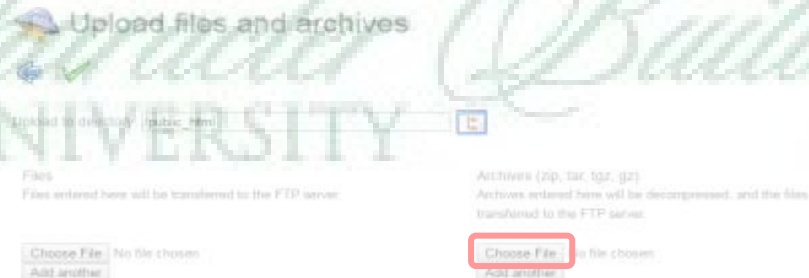 Upload files and archives
Upload to directory: /public_html
Files
Files entered here will be transferred to the FTP server.
Choose File No file chosen
Add another
Archives (zip, tar, tgz, gz)
Archives entered here will be decompressed, and the files
transferred to the FTP server.
Choose File No file chosen
Add another
UNIVERSITY